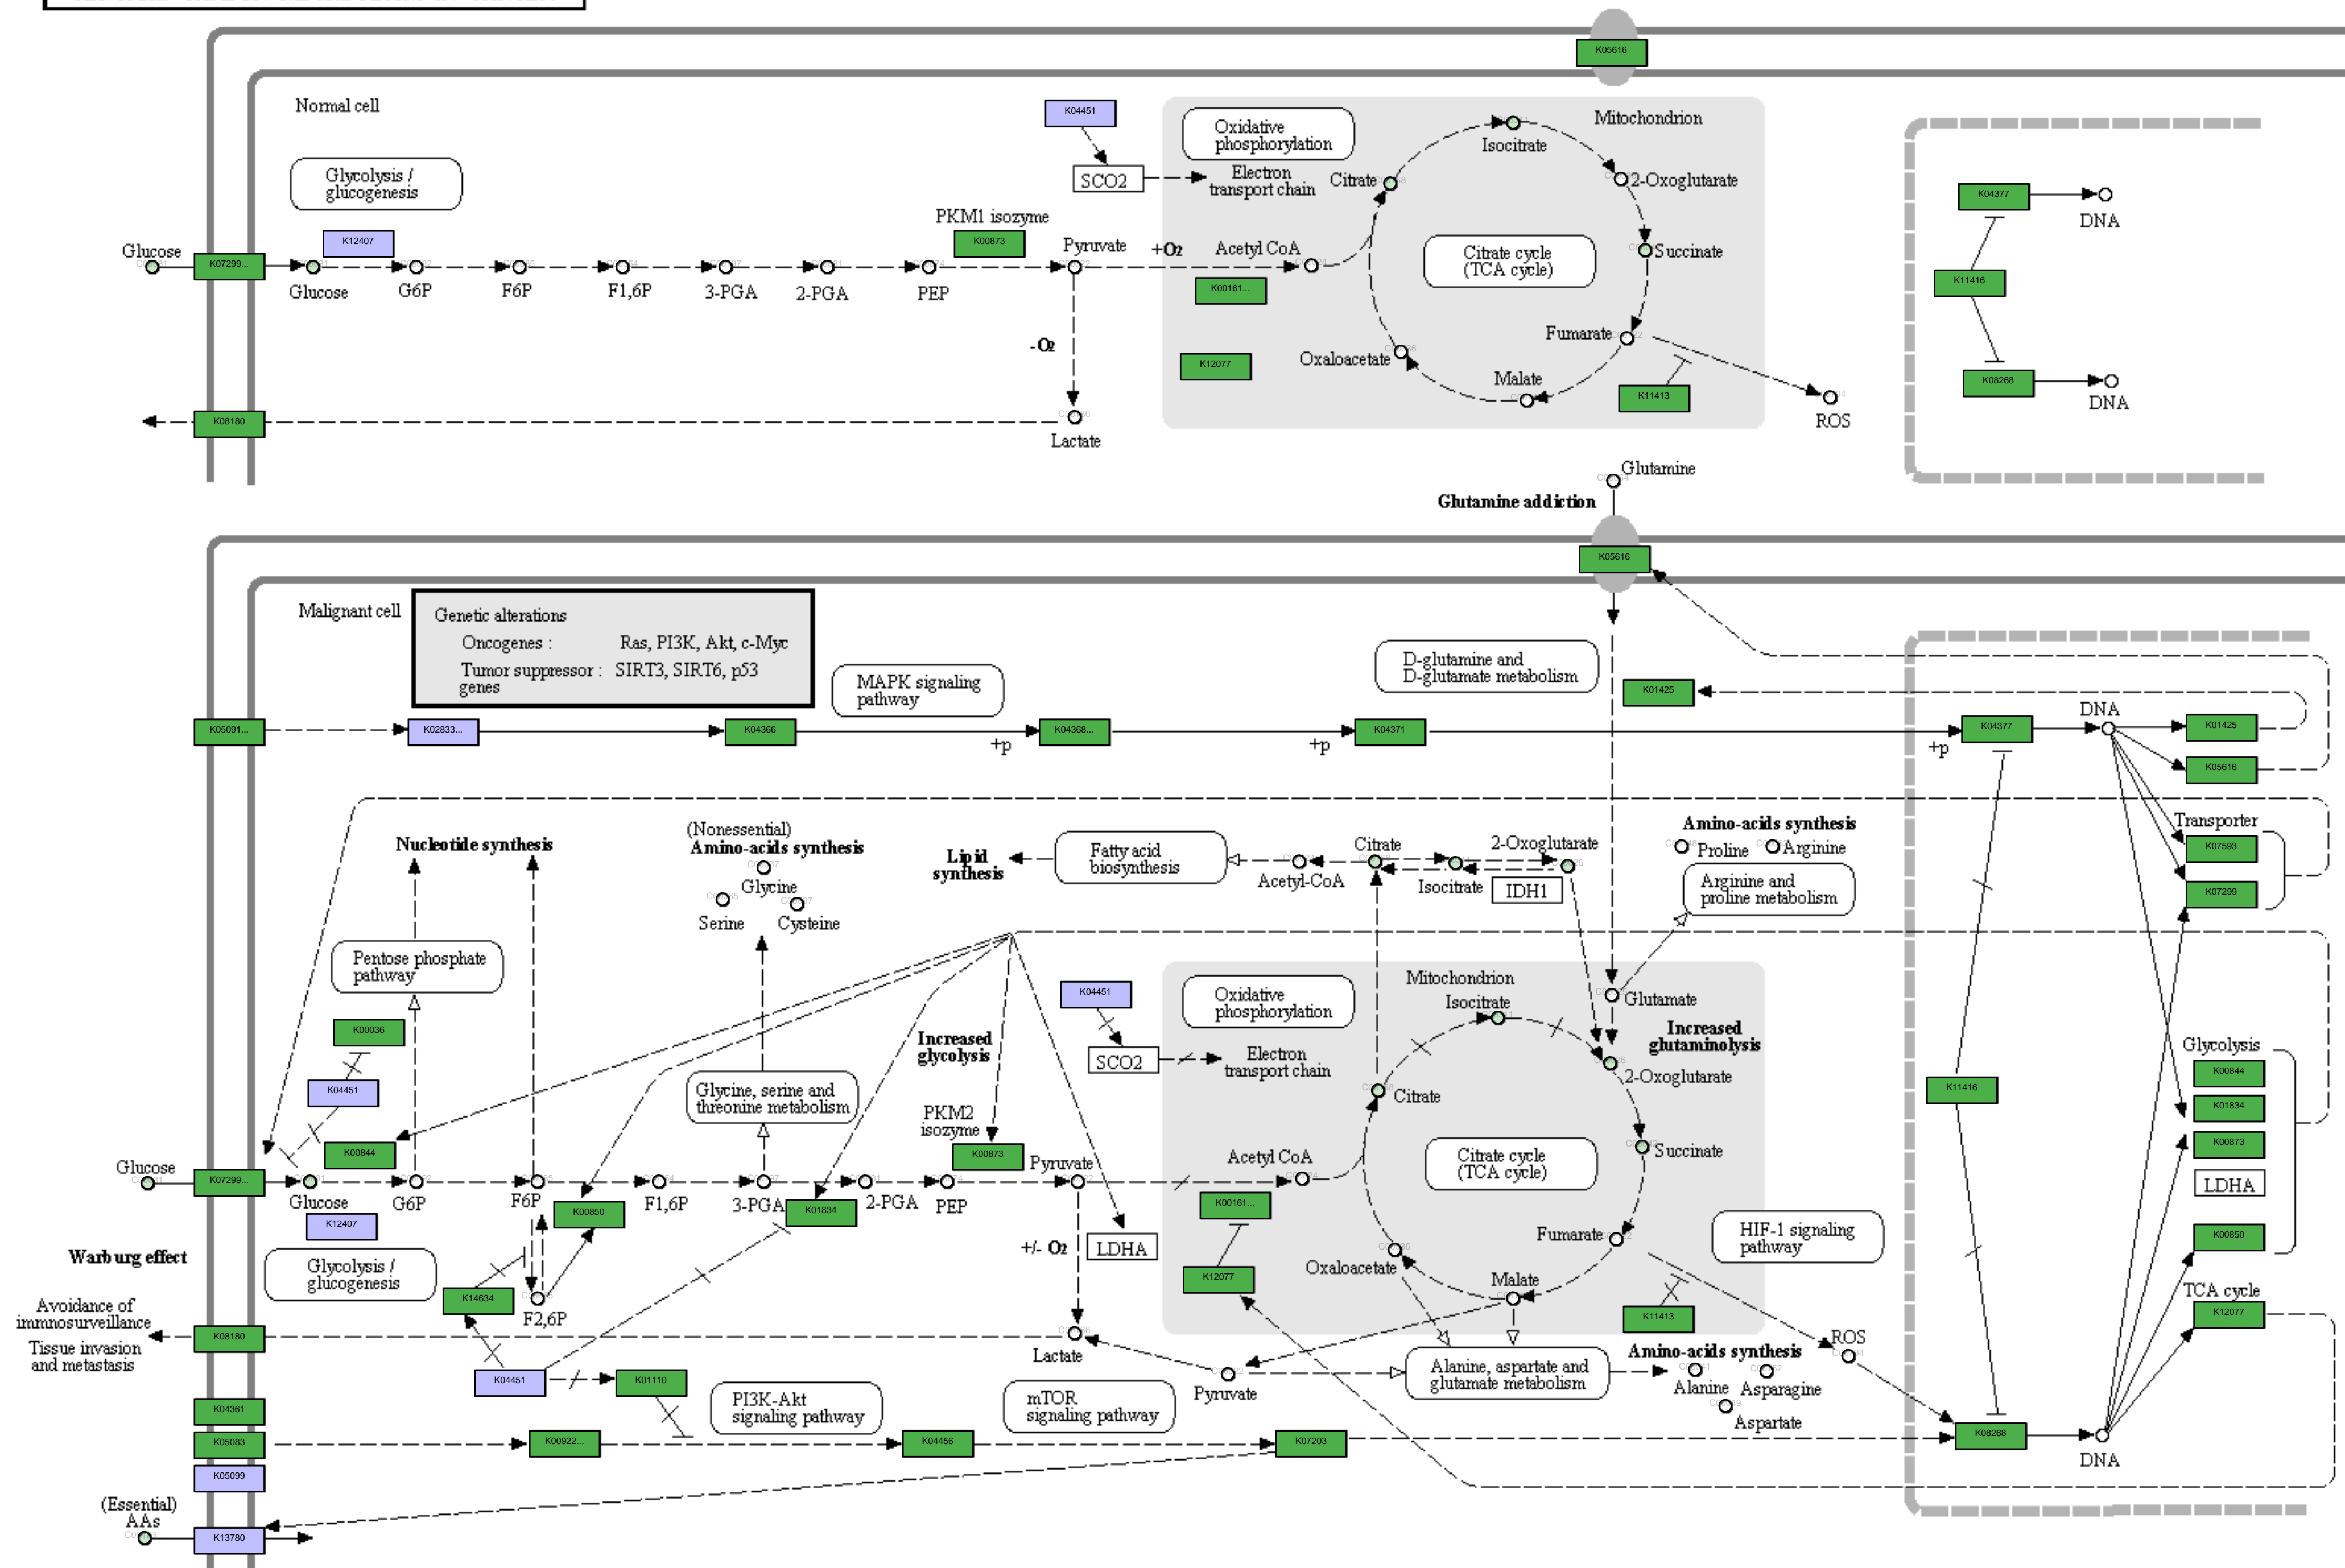 K05616
Normal cell
K04451
Oxidative
phosphorylation
Mitochondrion
Isocitrate
Glycolysis /
glucogenesis
SCO2
Electron
transport chain
Citrate
2-Oxoglutarate
K04377
DNA
PKM1 isozyme
K12407
K00873
Glucose
K07299...
Pyruvate
+O2
Acetyl CoA
Citrate cycle
(TCA cycle)
Succinate
Glucose
G6P
F6P
F1,6P
3-PGA
2-PGA
PEP
K00161...
K11416
-O2
Fumarate
Oxaloacetate
K12077
Malate
K11413
K08268
DNA
K08180
Lactate
ROS
Glutamine
Glutamine addiction
K05616
Malignant cell
Genetic alterations
Oncogenes : Ras, PI3K, Akt, c-Myc
Tumor suppressor : SIRT3, SIRT6, p53
genes
MAPK signaling
pathway
D-glutamine and
D-glutamate metabolism
K01425
K05091...
K02833...
K04366
+p
K04368...
+p
K04371
+p
K04377
DNA
K01425
K05616
Nucleotide synthesis
(Nonessential)
Amino-acids synthesis
Glycine
Serine
Cysteine
Lipid
synthesis
Fatty acid
biosynthesis
Acetyl-CoA
Citrate
Isocitrate
2-Oxoglutarate
IDH1
Amino-acids synthesis
Proline
Arginine
Arginine and
proline metabolism
Transporter
K07593
K07299
Pentose phosphate
pathway
K04451
Oxidative
phosphorylation
Mitochondrion
Isocitrate
Glutamate
K00036
Increased
glycolysis
SCO2
Electron
transport chain
Increased
glutaminolysis
2-Oxoglutarate
Glycolysis
K00844
K04451
Glycine, serine and
threonine metabolism
Citrate
K11416
K01834
K00844
PKM2
isozyme
K00873
K00873
Glucose
K07299...
Glucose
G6P
F6P
F1,6P
3-PGA
2-PGA
PEP
Pyruvate
Acetyl CoA
Citrate cycle
(TCA cycle)
Succinate
LDHA
K12407
K00850
K01834
K00161...
Warburg effect
Glycolysis /
glucogenesis
+/- O2
LDHA
Fumarate
HIF-1 signaling
pathway
K00850
Oxaloacetate
K12077
Malate
TCA cycle
K12077
K14634
F2,6P
K11413
Avoidance of
immnosurveillance
Tissue invasion
and metastasis
K08180
Lactate
ROS
K04451
K01110
Pyruvate
Alanine, aspartate and
glutamate metabolism
Amino-acids synthesis
Alanine
Asparagine
Aspartate
K04361
PI3K-Akt
signaling pathway
mTOR
signaling pathway
K05083
K00922...
K04456
K07203
K08268
DNA
K05099
(Essential)
AAs
K13780